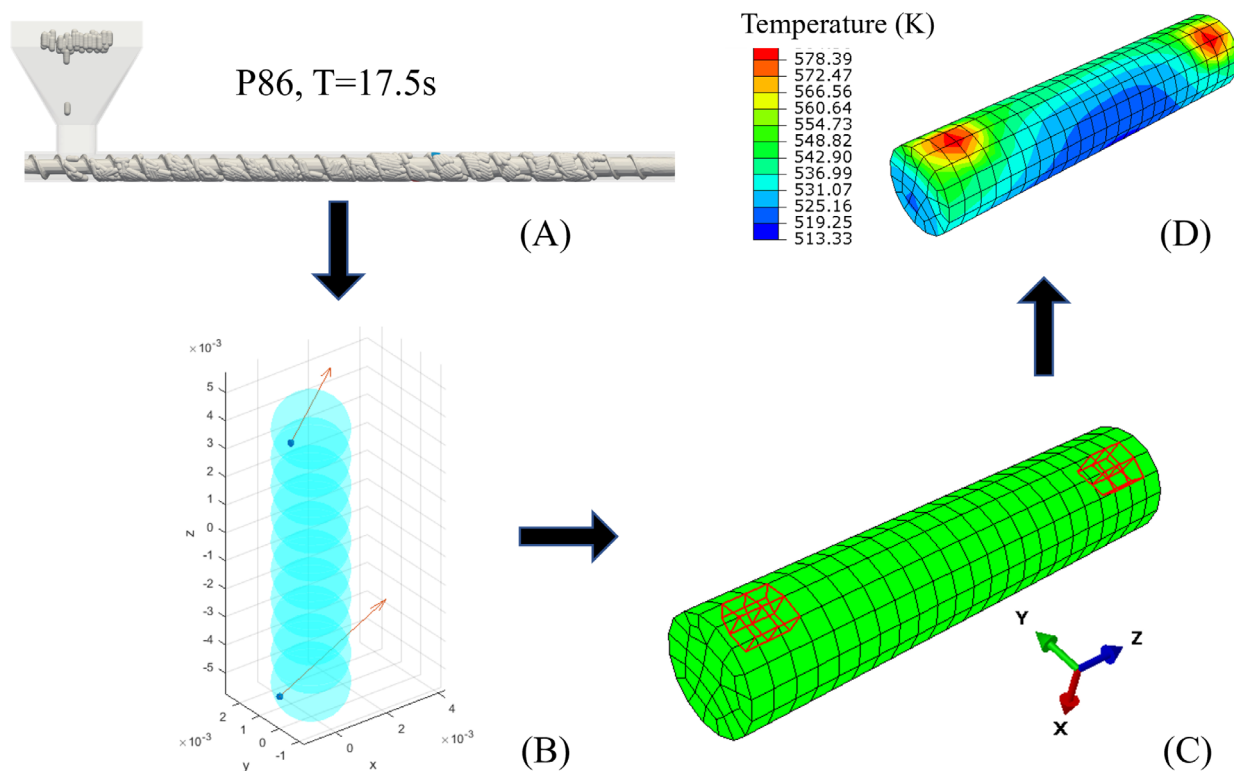 P86, T=17.5s
(A)
Temperature (K)
578.39
572.47
566.56
560.64
554.73
548.82
542.90
536.99
531.07
525.16
519.25
513.33
(D)
×10⁻³
5
4
3
2
1
0
-1
-2
-3
-4
-5
z
2
1
0
-1
×10⁻³
y
0
2
4
×10⁻³
x
(B)
Y
Z
X
(C)